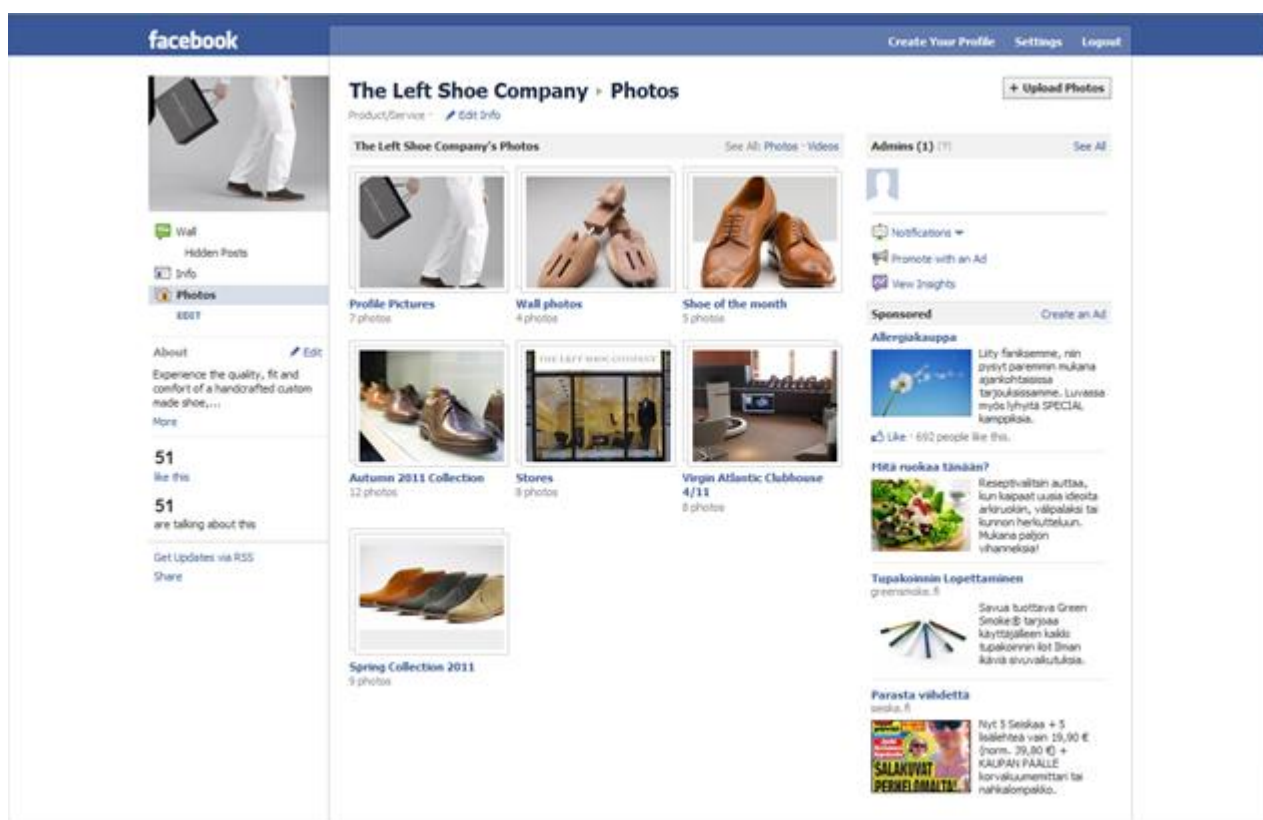 facebook
Create Your Profile Settings Logout
The Left Shoe Company ▸ Photos
+ Upload Photos
Product/Service · Edit Info
Wall
Hidden Posts
Info
Photos
EDIT
About Edit
Experience the quality, fit and
comfort of a handcrafted custom
made shoe,...
More
51
like this
51
are talking about this
Get Updates via RSS
Share
The Left Shoe Company's Photos See All: Photos · Videos
Profile Pictures
7 photos
Wall photos
4 photos
Shoe of the month
5 photos
THE LEFT SHOE COMPANY
Autumn 2011 Collection
12 photos
Stores
8 photos
Virgin Atlantic Clubhouse
4/11
8 photos
Spring Collection 2011
9 photos
Admins (1) (?) See All
Notifications
Promote with an Ad
View Insights
Sponsored Create an Ad
Allergiakauppa
Liity faniksemme, niin
pysyt paremmin mukana
ajankohtaisissa
tarjouksissamme. Luvassa
myös lyhyitä SPECIAL
kamppiksia.
Like · 692 people like this.
Mitä ruokaa tänään?
Reseptivalitsin auttaa,
kun kaipaat uusia ideoita
arkiruokiin, välipalaksi tai
kunnon herkutteluun.
Mukana paljon
vihanneksia!
Tupakoinnin Lopettaminen
greensmoke.fi
Savua tuottava Green
Smoke® tarjoaa
käyttäjälleen kaikki
tupakoinnin ilot ilman
ikäviä sivuvaikutuksia.
Parasta viihdettä
seiska.fi
Nyt 5 Seiskaa + 5
lisälehteä vain 19,90 €
(norm. 39,80 €) +
KAUPAN PÄÄLLE
korvakuumemittari tai
nahkalompakko.
SALAKUVAT
PERHELOMALTA!